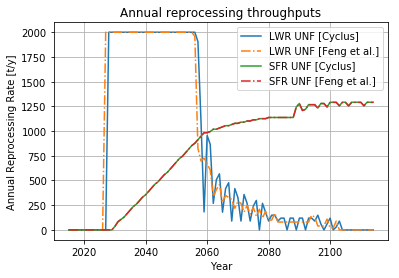 Annual reprocessing throughputs
Annual Reprocessing Rate [t/y]
2000
1750
1500
1250
1000
750
500
250
0
LWR UNF [Cyclus]
LWR UNF [Feng et al.]
SFR UNF [Cyclus]
SFR UNF [Feng et al.]
2020 2040 2060 2080 2100
Year